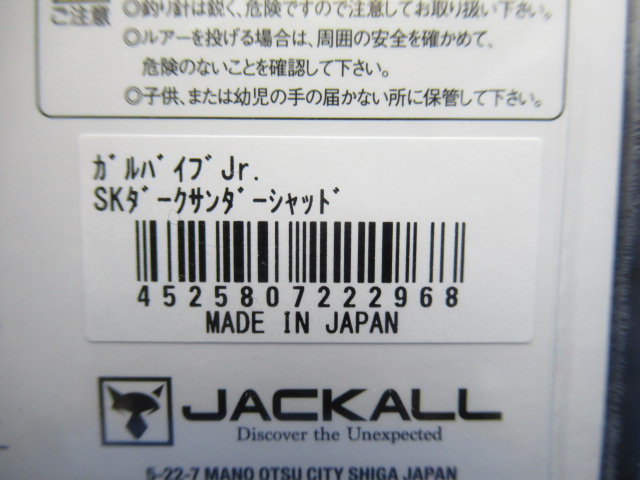 ◎釣り針は鋭く、危険ですので注意してお取り扱い下さい。
ご注意
◎ルアーを投げる場合は、周囲の安全を確かめて、
危険のないことを確認して下さい。
◎子供、または幼児の手の届かない所に保管して下さい。
ｶﾞﾙﾊﾞｲﾌﾞJr.
SKﾀﾞｰｸｻﾝﾀﾞｰｼｬｯﾄﾞ
4525807222968
MADE IN JAPAN
JACKALL
Discover the Unexpected
5-22-7 MANO OTSU CITY SHIGA JAPAN